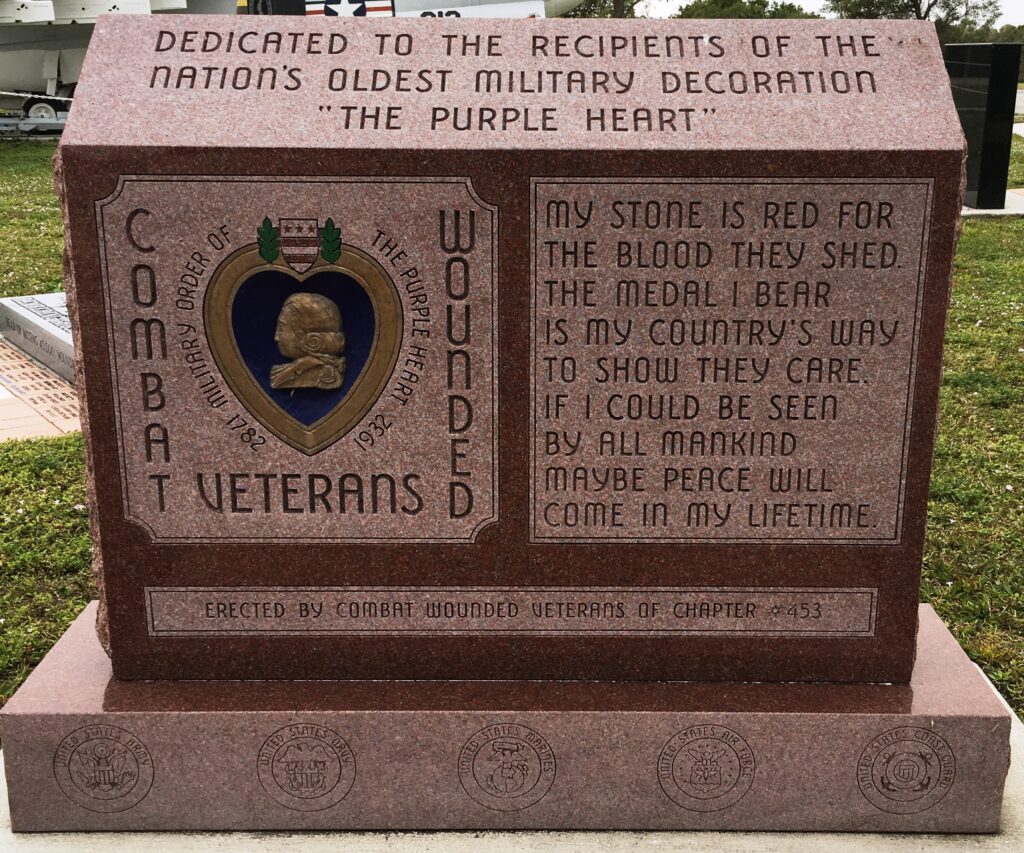 DEDICATED TO THE RECIPIENTS OF THE
NATION'S OLDEST MILITARY DECORATION
"THE PURPLE HEART"
COMBAT
WOUNDED
VETERANS
MILITARY ORDER OF
THE PURPLE HEART
1782
1932
MY STONE IS RED FOR
THE BLOOD THEY SHED.
THE MEDAL I BEAR
IS MY COUNTRY'S WAY
TO SHOW THEY CARE.
IF I COULD BE SEEN
BY ALL MANKIND
MAYBE PEACE WILL
COME IN MY LIFETIME.
ERECTED BY COMBAT WOUNDED VETERANS OF CHAPTER #453
UNITED STATES ARMY
UNITED STATES NAVY
UNITED STATES MARINES
UNITED STATES AIR FORCE
UNITED STATES COAST GUARD